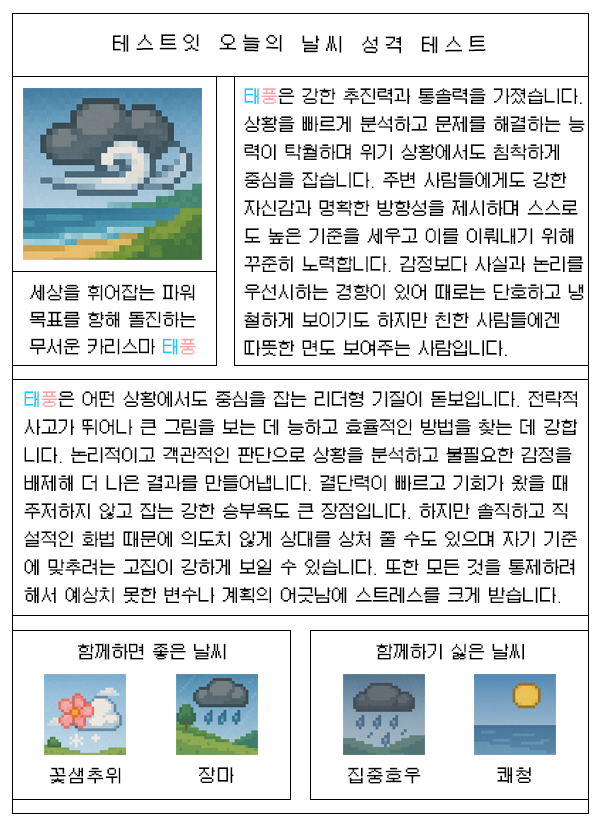 테스트잇 오늘의 날씨 성격 테스트
태풍은 강한 추진력과 통솔력을 가졌습니다.
상황을 빠르게 분석하고 문제를 해결하는 능
력이 탁월하며 위기 상황에서도 침착하게
중심을 잡습니다. 주변 사람들에게도 강한
자신감과 명확한 방향성을 제시하며 스스로
도 높은 기준을 세우고 이를 이뤄내기 위해
꾸준히 노력합니다. 감정보다 사실과 논리를
우선시하는 경향이 있어 때로는 단호하고 냉
철하게 보이기도 하지만 친한 사람들에겐
따뜻한 면도 보여주는 사람입니다.
세상을 휘어잡는 파워
목표를 향해 돌진하는
무서운 카리스마 태풍
태풍은 어떤 상황에서도 중심을 잡는 리더형 기질이 돋보입니다. 전략적
사고가 뛰어나 큰 그림을 보는 데 능하고 효율적인 방법을 찾는 데 강합
니다. 논리적이고 객관적인 판단으로 상황을 분석하고 불필요한 감정을
배제해 더 나은 결과를 만들어냅니다. 결단력이 빠르고 기회가 왔을 때
주저하지 않고 잡는 강한 승부욕도 큰 장점입니다. 하지만 솔직하고 직
설적인 화법 때문에 의도치 않게 상대를 상처 줄 수도 있으며 자기 기준
에 맞추려는 고집이 강하게 보일 수 있습니다. 또한 모든 것을 통제하려
해서 예상치 못한 변수나 계획의 어긋남에 스트레스를 크게 받습니다.
함께하면 좋은 날씨
꽃샘추위
장마
함께하기 싫은 날씨
집중호우
쾌청